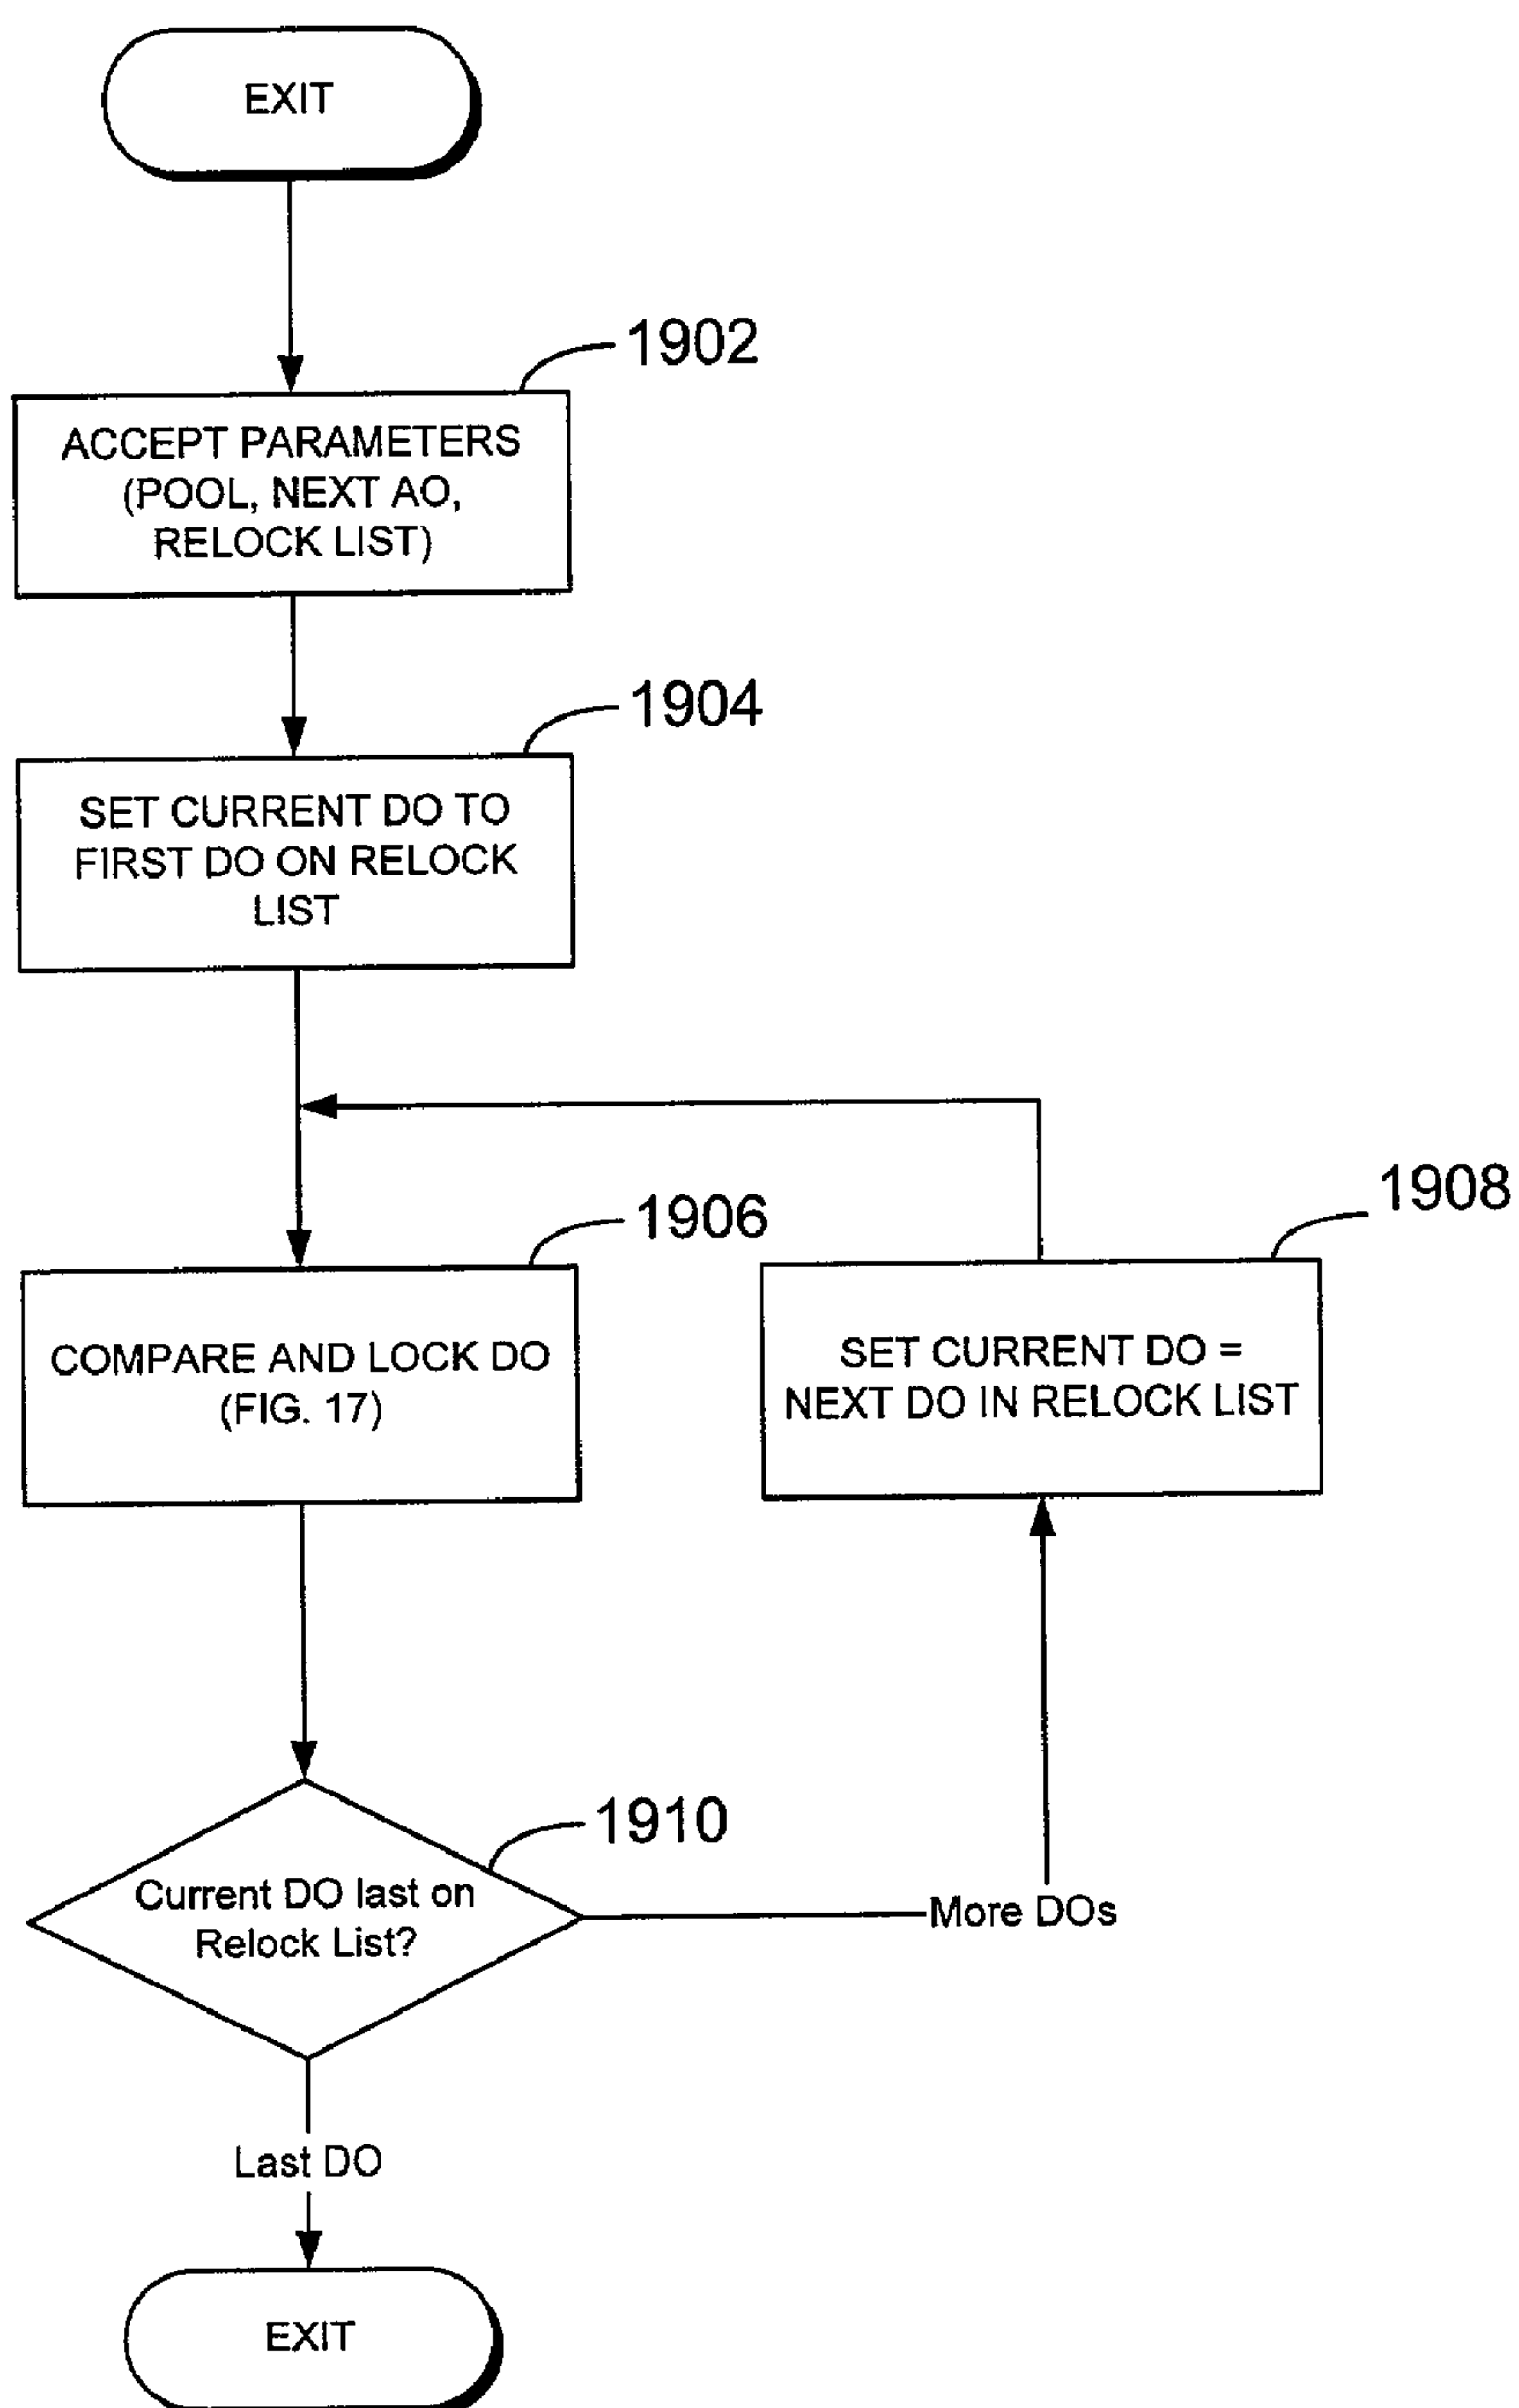 EXIT
1902
ACCEPT PARAMETERS
(POOL, NEXT AO,
RELOCK LIST)
1904
SET CURRENT DO TO
FIRST DO ON RELOCK
LIST
1906
COMPARE AND LOCK DO
(FIG. 17)
1908
SET CURRENT DO =
NEXT DO IN RELOCK LIST
1910
Current DO last on
Relock List?
More DOs
Last DO
EXIT